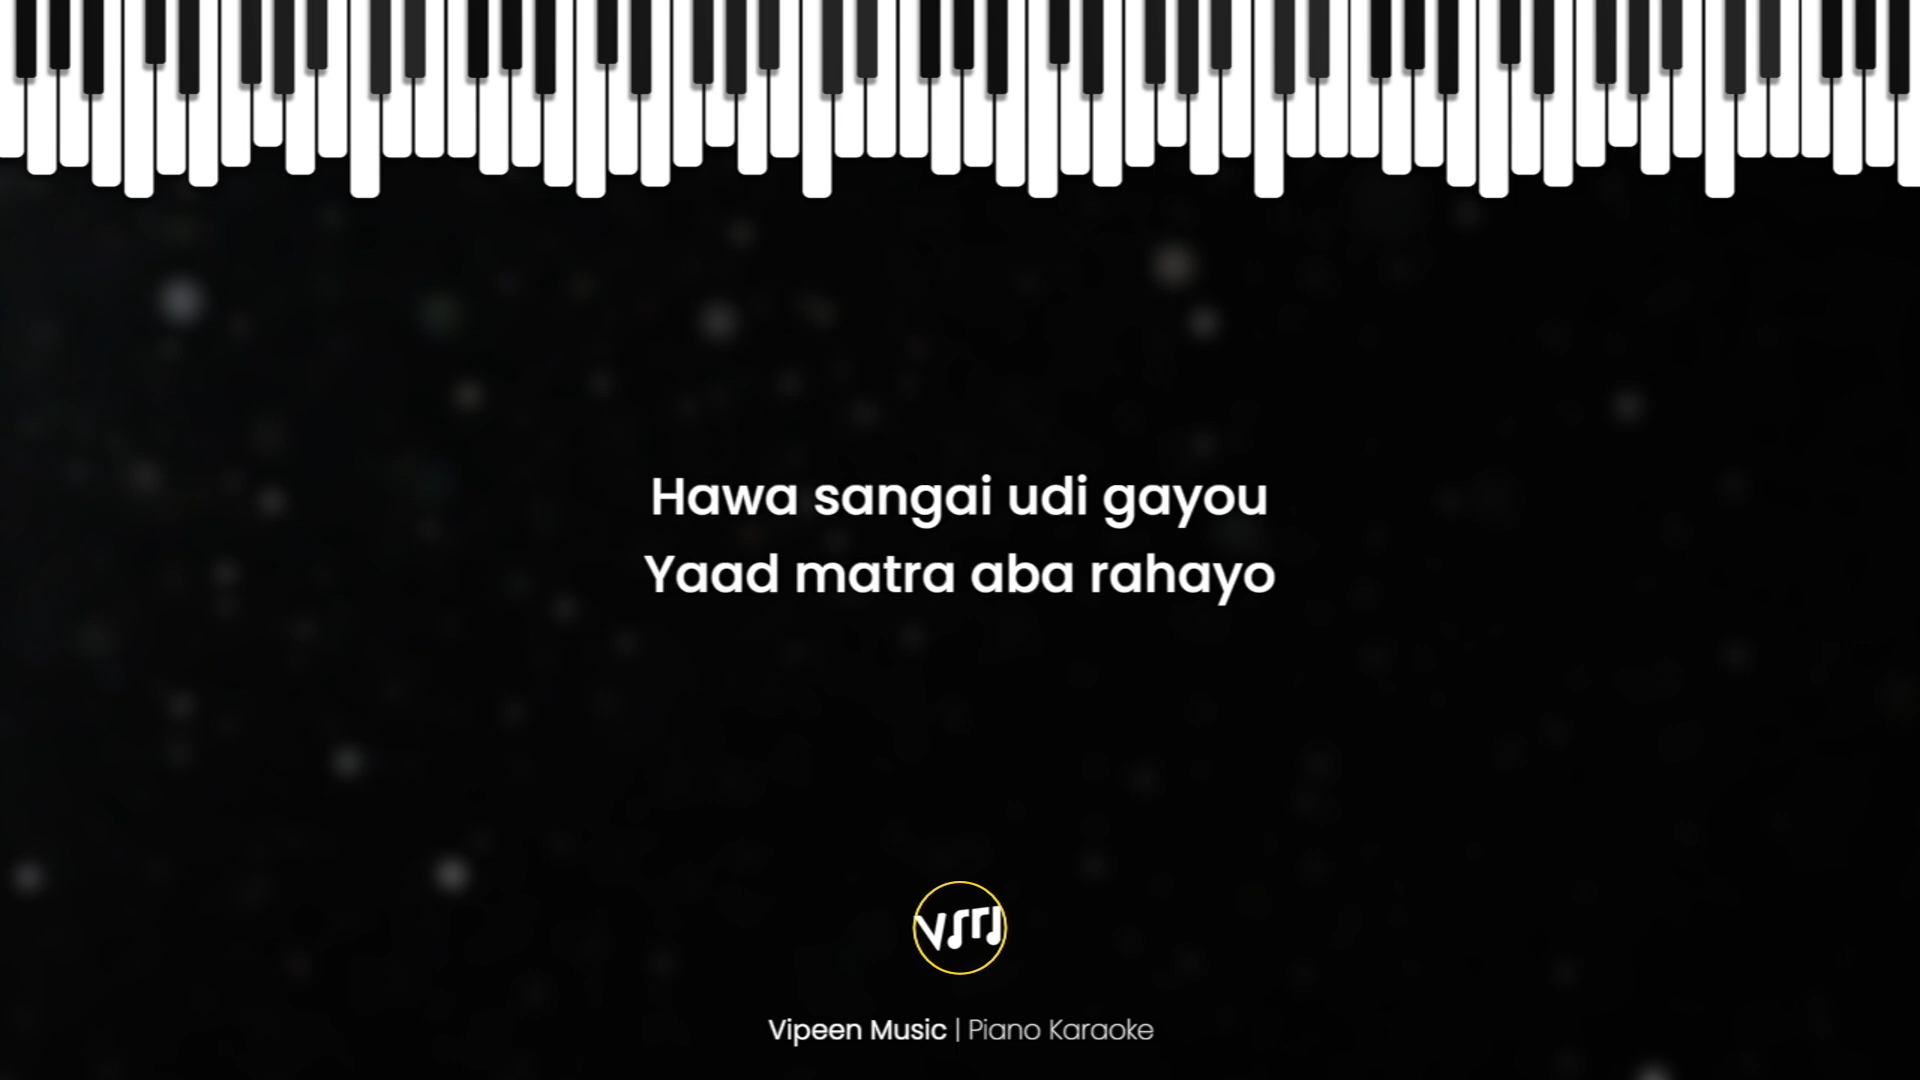 Hawa sangai udi gayou
Yaad matra aba rahayo
Vipeen Music | Piano Karaoke